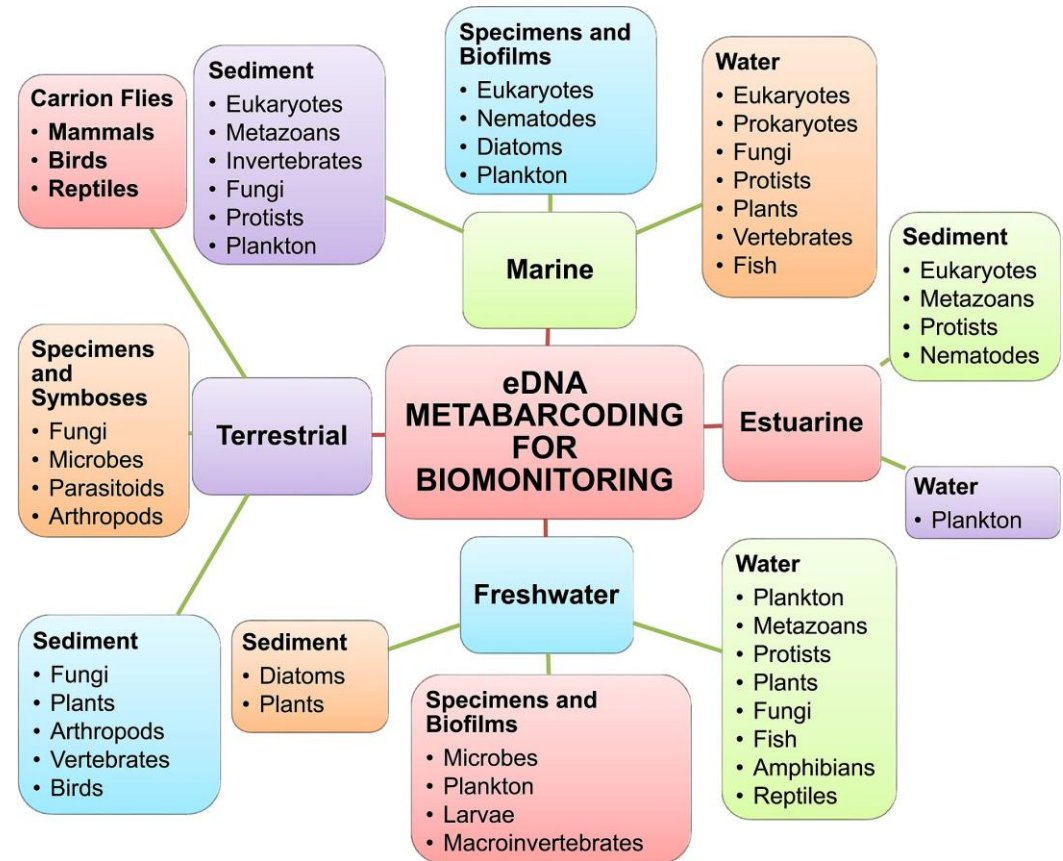 Carrion Flies
• Mammals
• Birds
• Reptiles
Sediment
• Eukaryotes
• Metazoans
• Invertebrates
• Fungi
• Protists
• Plankton
Specimens and
Biofilms
• Eukaryotes
• Nematodes
• Diatoms
• Plankton
Water
• Eukaryotes
• Prokaryotes
• Fungi
• Protists
• Plants
• Vertebrates
• Fish
Marine
Sediment
• Eukaryotes
• Metazoans
• Protists
• Nematodes
Specimens
and
Symboses
• Fungi
• Microbes
• Parasitoids
• Arthropods
Terrestrial
eDNA
METABARCODING
FOR
BIOMONITORING
Estuarine
Water
• Plankton
Freshwater
Sediment
• Fungi
• Plants
• Arthropods
• Vertebrates
• Birds
Sediment
• Diatoms
• Plants
Specimens and
Biofilms
• Microbes
• Plankton
• Larvae
• Macroinvertebrates
Water
• Plankton
• Metazoans
• Protists
• Plants
• Fungi
• Fish
• Amphibians
• Reptiles